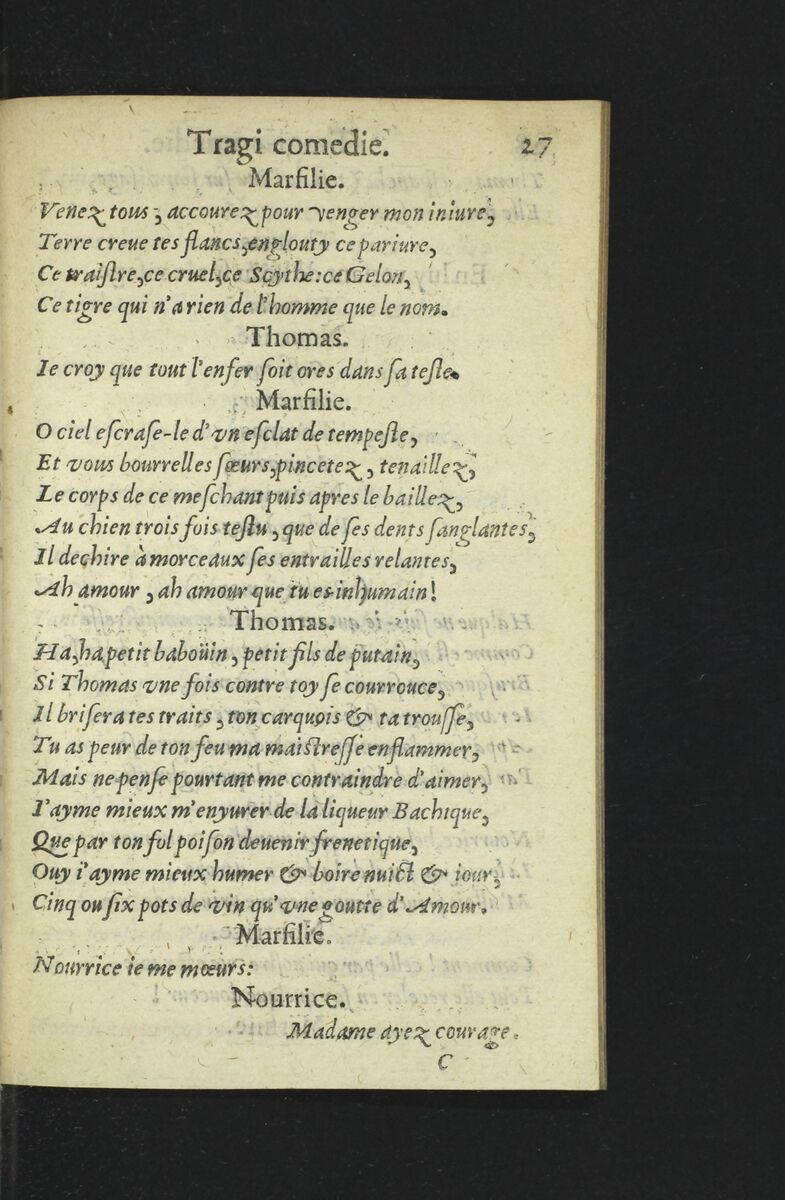 Tragi comedie. 27
Marſilie.
Venez tous, accourez pour venger mon iniure,
Terre creue tes flancs, englouty ce pariure,
Ce traiſtre, ce cruel, ce Scythe: ce Gelon,
Ce tigre qui n'a rien de l'homme que le nom.
Thomas.
Ie croy que tout l'enfer ſoit ores dans ſa teſte.
Marſilie.
O ciel eſcraſe-le d'vn eſclat de tempeſte,
Et vous bourrelles ſœurs, pincetez, tenaillez,
Le corps de ce meſchant puis apres le baillez,
Au chien trois fois teſtu, que de ſes dents ſanglantes,
Il dechire à morceaux ſes entrailles relantes,
Ah amour, ah amour que tu es inhumain!
Thomas.
Ha, ha petit baboüin, petit fils de putain,
Si Thomas vne fois contre toy ſe courrouce,
Il briſera tes traits, ton carquois & ta trouſſe,
Tu as peur de ton feu ma maiſtreſſe enflammer,
Mais ne penſe pourtant me contraindre d'aimer,
I'ayme mieux m'enyurer de la liqueur Bachique,
Que par ton fol poiſon deuenir frenetique,
Ouy i'ayme mieux humer & boire nuict & iour,
Cinq ou ſix pots de vin qu'vne goutte d'Amour.
Marſilie.
Nourrice ie me mœurs:
Nourrice.
Madame ayez courage.
C